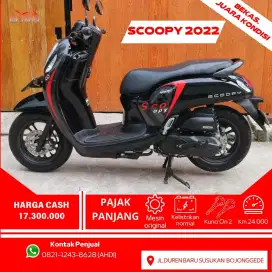 SCOOPY 2022
BEKAS,
JUARA KONDISI
SCOOPY
HARGA CASH
17.300.000
PAJAK
PANJANG
Mesin
original
Kelistrikan
normal
Kunci On 2
Km 24 000
Kontak Penjual
0821-1243-8628 (AHDI)
JL.DUREN BARU SUSUKAN BOJONGGEDE